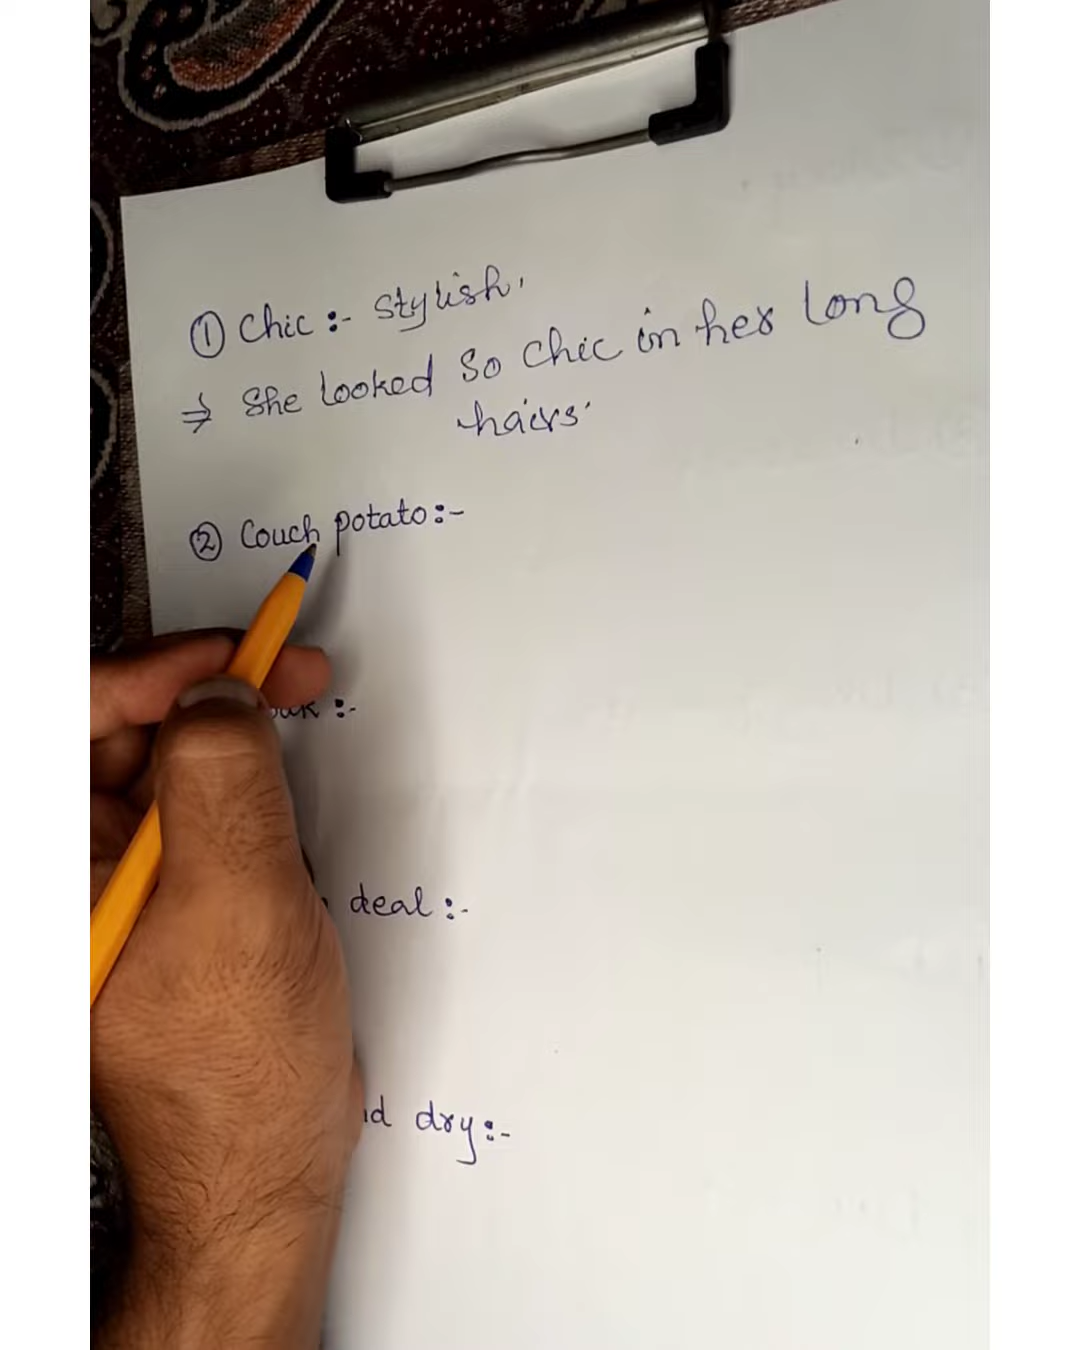 ① Chic :- Stylish.
⇒ She looked So Chic in her long
hairs.
② Couch potato:-
deal :-
dry:-